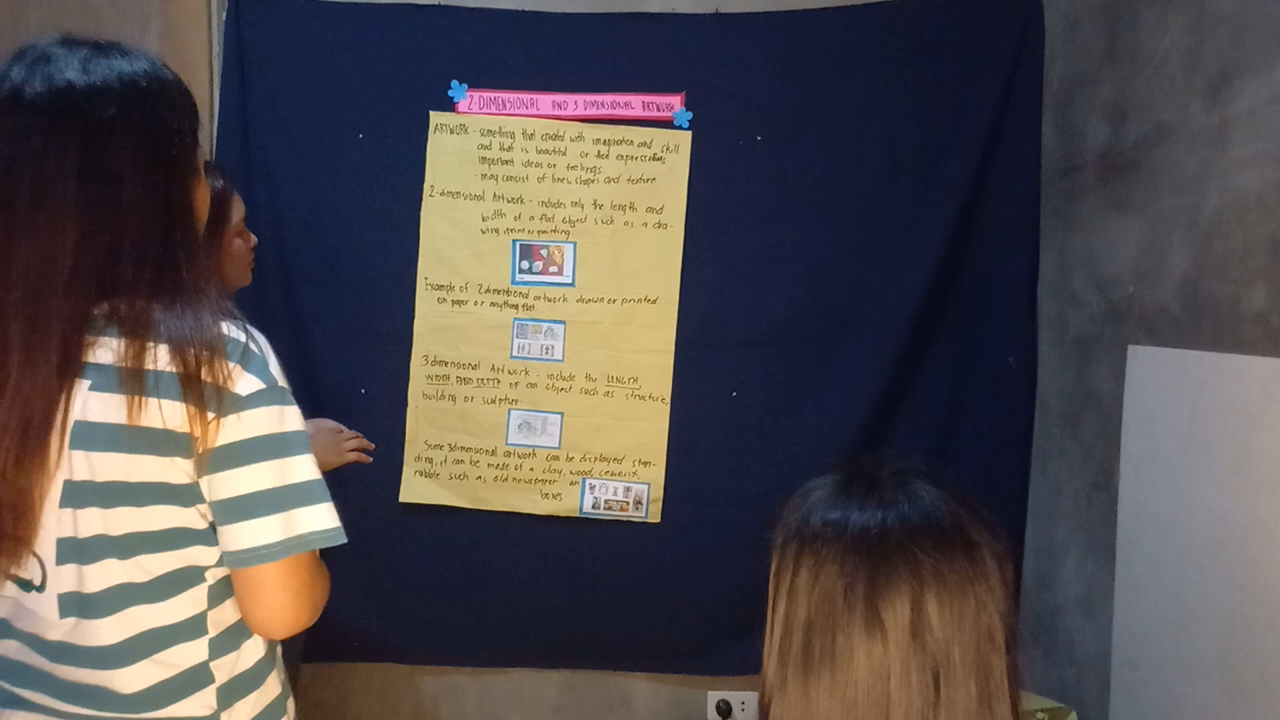 2-DIMENSIONAL AND 3 DIMENSIONAL ARTWORK
ARTWORK - something that created with imagination and skill
and that is beautiful or that expresses
important ideas or feelings
- may consist of lines, shapes and texture
2-dimensional Artwork - includes only the length and
width of a flat object such as a dra-
wing, print or painting.
Example of 2 dimentional artwork drawn or printed
on paper or anything flat
3 dimensional Artwork - include the LENGTH,
WIDTH, AND DEPTH of an object such as structure,
building or sculpture.
Some 3dimensional artwork can be displayed stan-
ding, it can be made of a clay, wood, cement,
rubble such as old newspaper an
boxes